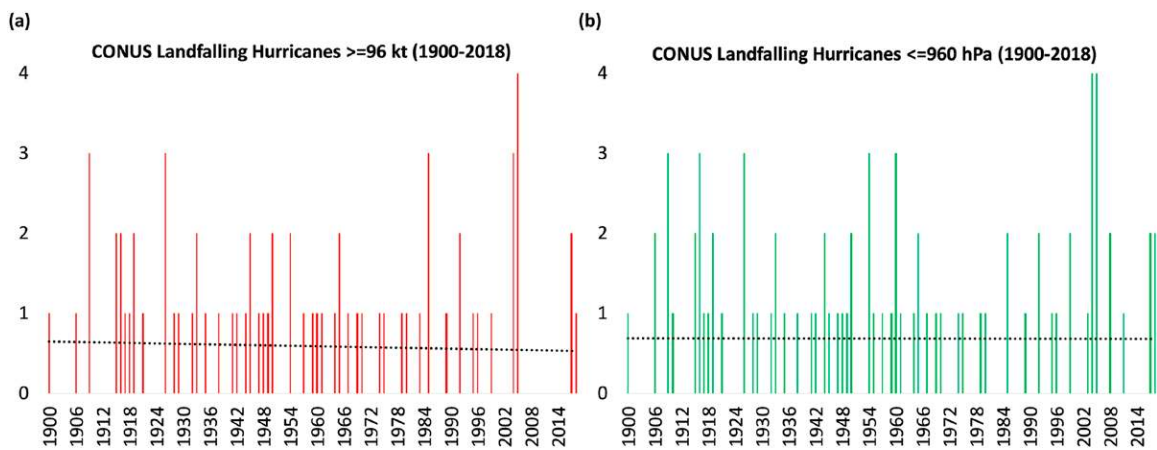 (a)
CONUS Landfalling Hurricanes >=96 kt (1900-2018)
4
3
2
1
0
1900 1906 1912 1918 1924 1930 1936 1942 1948 1954 1960 1966 1972 1978 1984 1990 1996 2002 2008 2014
(b)
CONUS Landfalling Hurricanes <=960 hPa (1900-2018)
4
3
2
1
0
1900 1906 1912 1918 1924 1930 1936 1942 1948 1954 1960 1966 1972 1978 1984 1990 1996 2002 2008 2014